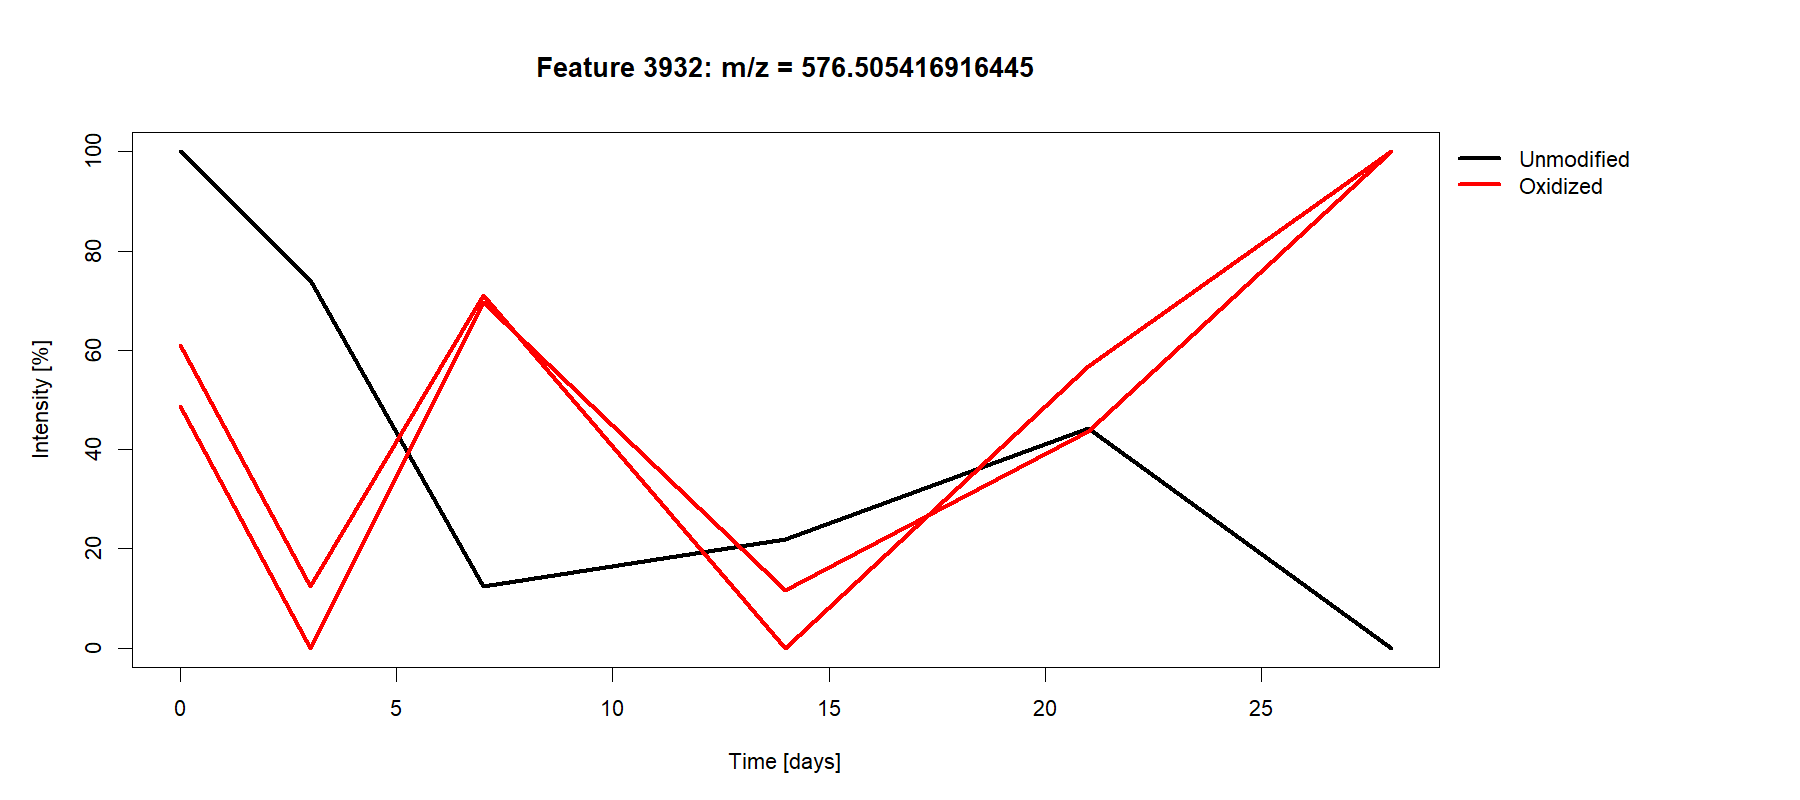 Feature 3932: m/z = 576.505416916445
Unmodified
Oxidized
Intensity [%]
100
80
60
40
20
0
0 5 10 15 20 25
Time [days]